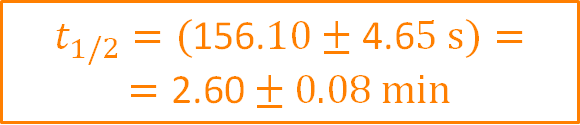 t₁/₂ = (156.10 ± 4.65 s) =
= 2.60 ± 0.08 min